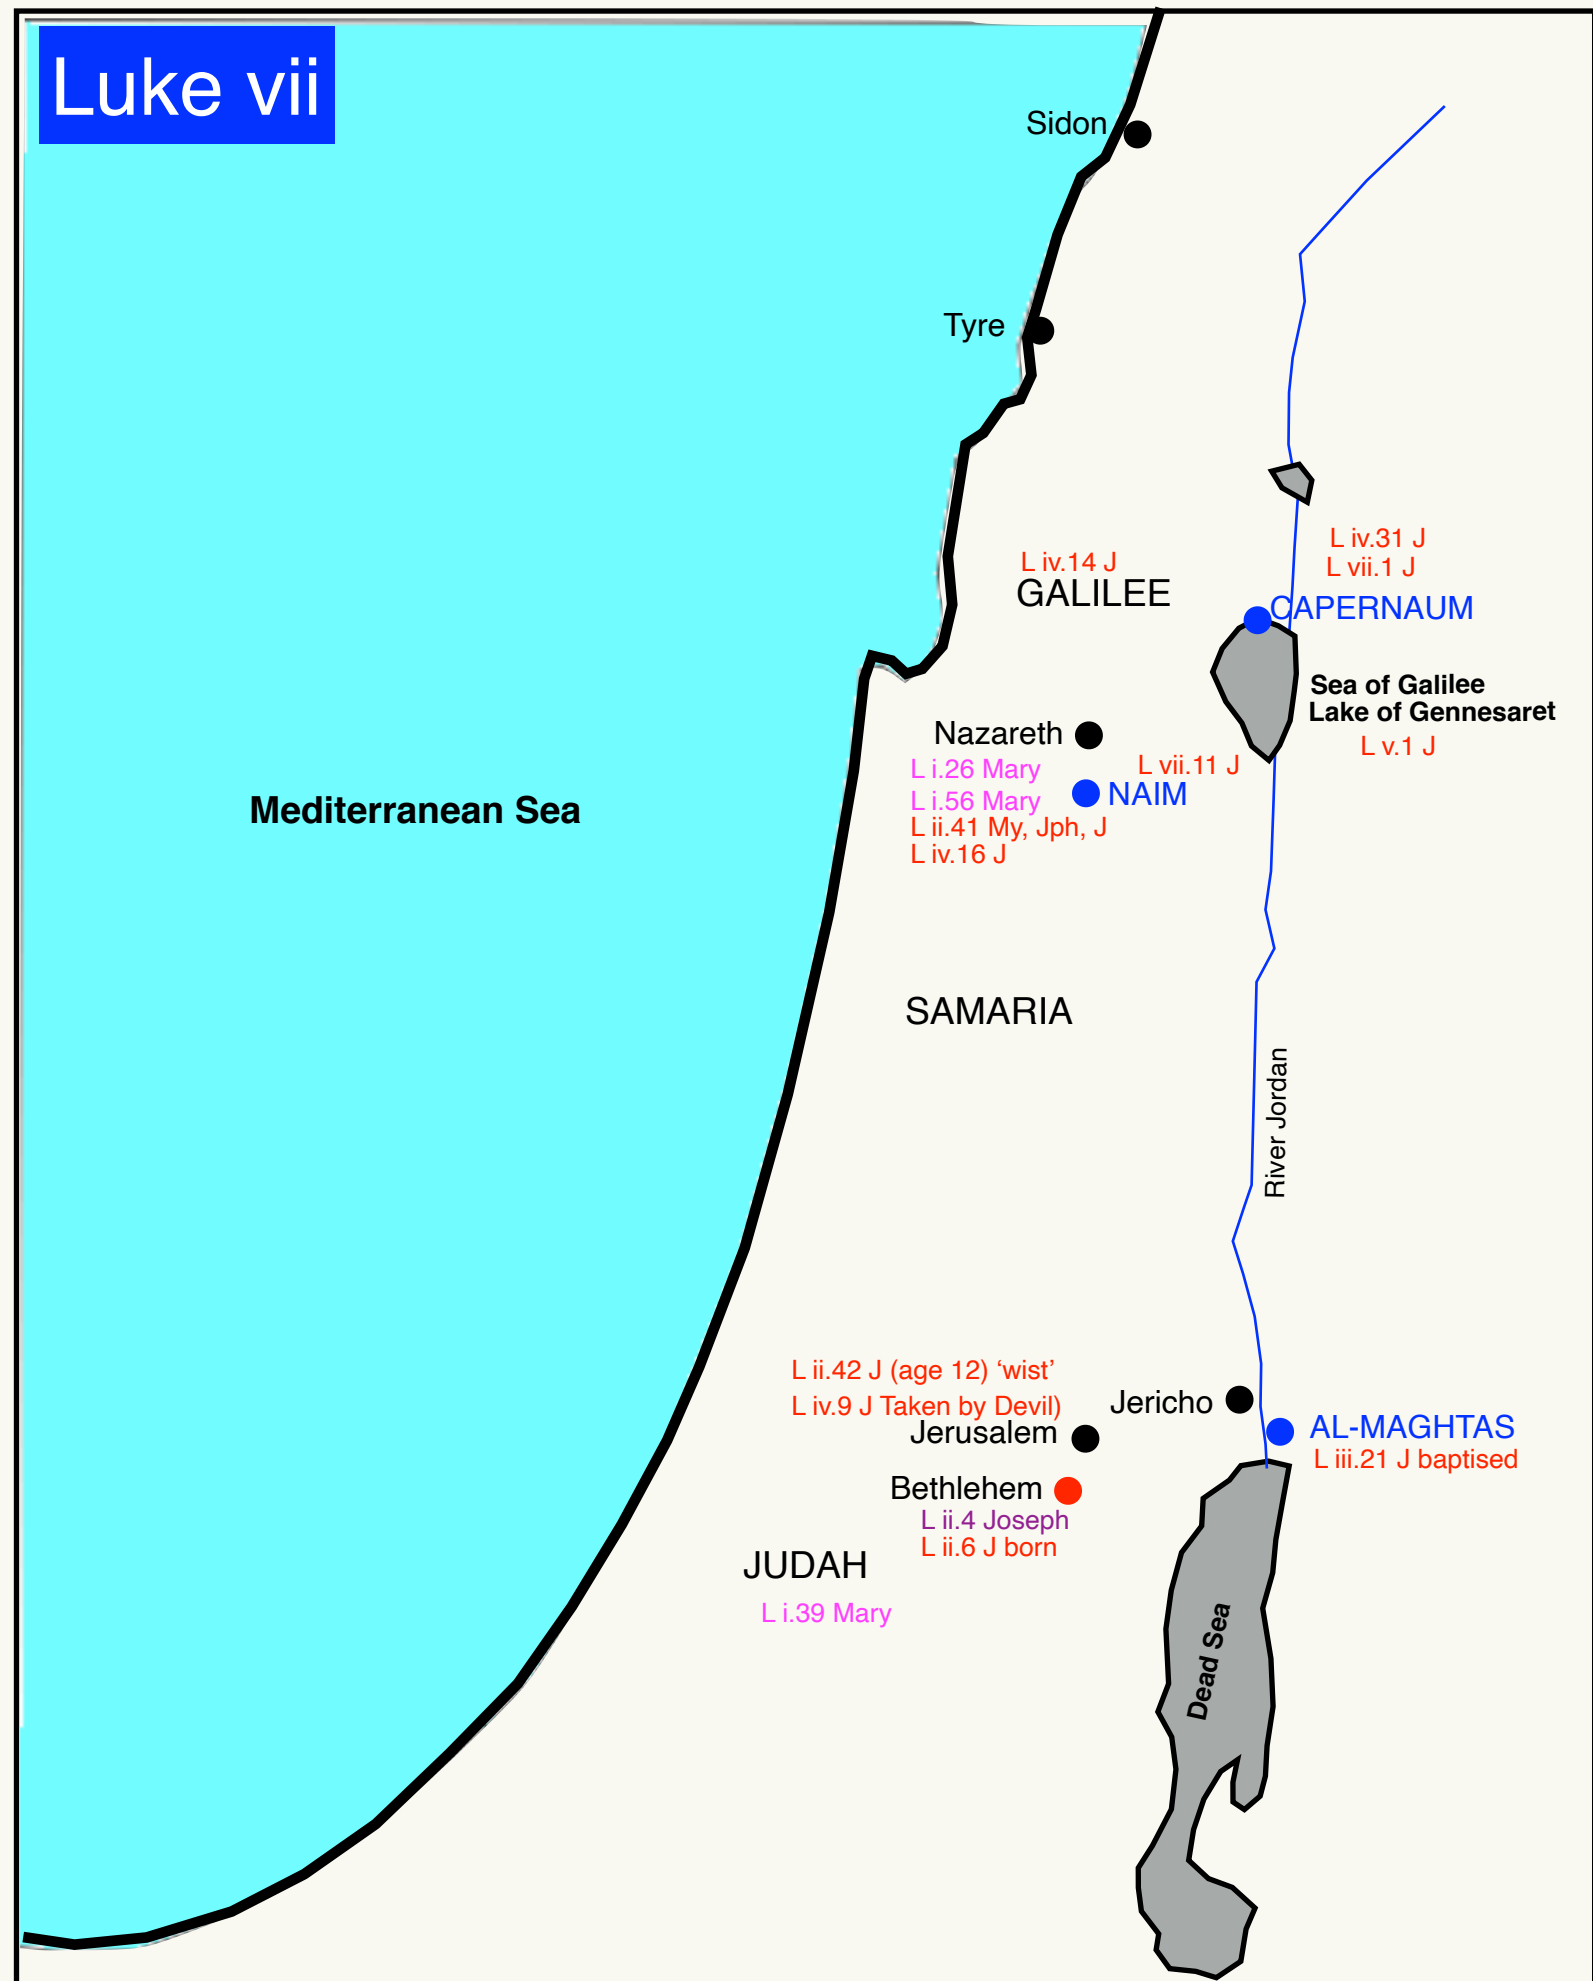 Luke vii
Sidon
Tyre
L iv.14 J
GALILEE
L iv.31 J
L vii.1 J
CAPERNAUM
Sea of Galilee
Lake of Gennesaret
L v.1 J
Nazareth
L i.26 Mary
L i.56 Mary
L ii.41 My, Jph, J
L iv.16 J
L vii.11 J
NAIM
Mediterranean Sea
SAMARIA
River Jordan
L ii.42 J (age 12) ‘wist’
L iv.9 J Taken by Devil)
Jerusalem
Jericho
AL-MAGHTAS
L iii.21 J baptised
Bethlehem
L ii.4 Joseph
L ii.6 J born
JUDAH
L i.39 Mary
Dead Sea